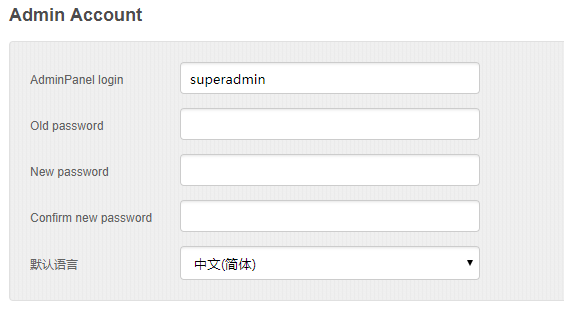 Admin Account
AdminPanel login superadmin
Old password
New password
Confirm new password
默认语言 中文(简体)